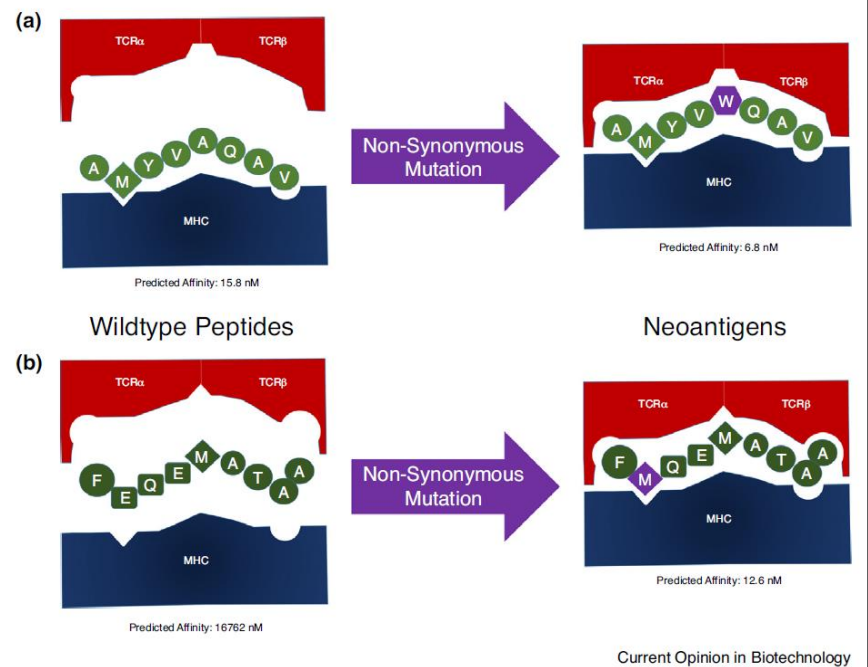 (a)
TCRα TCRβ
A M Y V A Q A V
MHC
Predicted Affinity: 15.8 nM
Non-Synonymous
Mutation
TCRα TCRβ
A M Y V W Q A V
MHC
Predicted Affinity: 6.8 nM
Wildtype Peptides
Neoantigens
(b)
TCRα TCRβ
F E Q E M A T A A
MHC
Predicted Affinity: 16762 nM
Non-Synonymous
Mutation
TCRα TCRβ
F M Q E M A T A A
MHC
Predicted Affinity: 12.6 nM
Current Opinion in Biotechnology